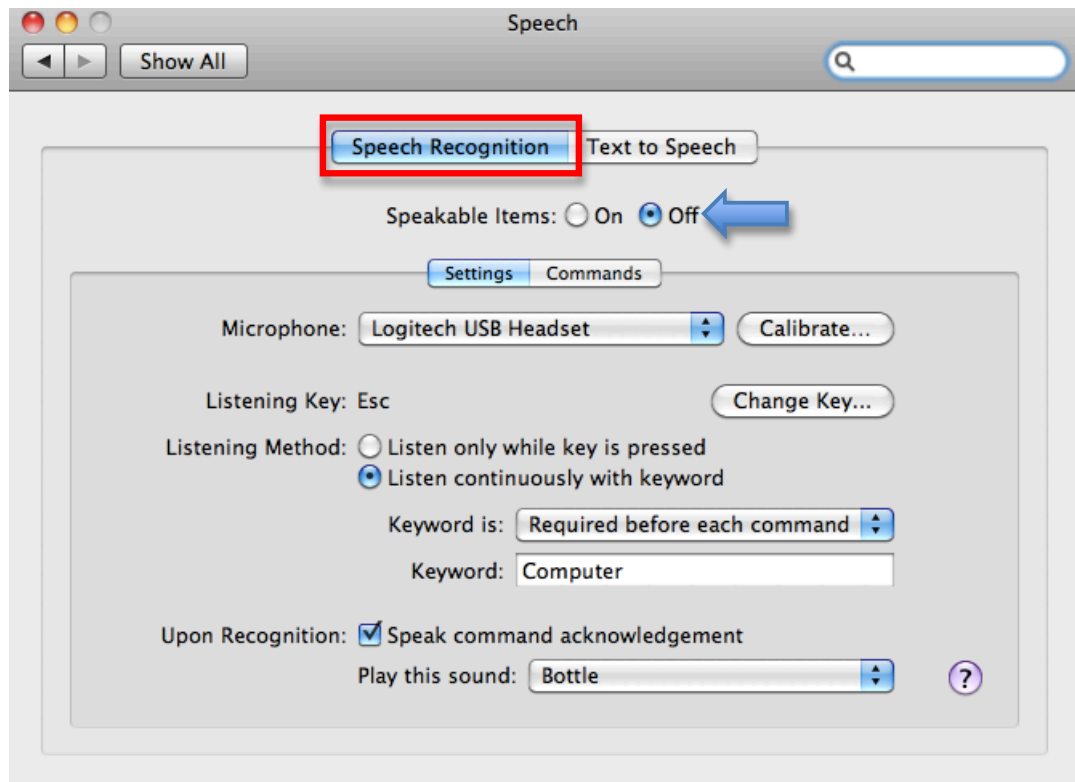 Speech
Show All
Speech Recognition Text to Speech
Speakable Items: On Off
Settings Commands
Microphone: Logitech USB Headset Calibrate...
Listening Key: Esc Change Key...
Listening Method: Listen only while key is pressed
Listen continuously with keyword
Keyword is: Required before each command
Keyword: Computer
Upon Recognition: Speak command acknowledgement
Play this sound: Bottle ?